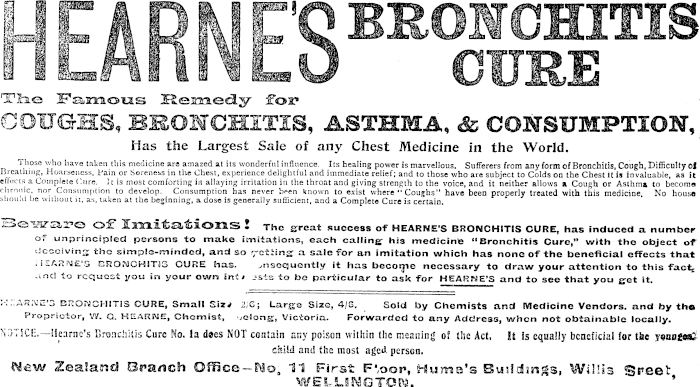 HEARNE'S BRONCHITIS
CURE
The Famous Remedy for
COUGHS, BRONCHITIS, ASTHMA, & CONSUMPTION,
Has the Largest Sale of any Chest Medicine in the World.
Those who have taken this medicine are amazed at its wonderful influence. Its healing power is marvellous. Sufferers from any form of Bronchitis, Cough, Difficulty of
Breathing, Hoarseness, Pain or Soreness in the Chest, experience delightful and immediate relief; and to those who are subject to Colds on the Chest it is invaluable, as it
effects a Complete Cure. It is most comforting in allaying irritation in the throat and giving strength to the voice, and it neither allows a Cough or Asthma to become
chronic, nor Consumption to develop. Consumption has never been known to exist where "Coughs" have been properly treated with this medicine. No house
should be without it, as, taken at the beginning, a dose is generally sufficient, and a Complete Cure is certain.
Beware of Imitations! The great success of HEARNE'S BRONCHITIS CURE, has induced a number
of unprincipled persons to make imitations, each calling his medicine "Bronchitis Cure," with the object of
deceiving the simple-minded, and so getting a sale for an imitation which has none of the beneficial effects that
HEARNE'S BRONCHITIS CURE has. onsequently it has become necessary to draw your attention to this fact,
and to request you in your own int ests to be particular to ask for HEARNE'S and to see that you get it.
HEARNE'S BRONCHITIS CURE, Small Size 2/6; Large Size, 4/6. Sold by Chemists and Medicine Vendors, and by the
Proprietor, W. G. HEARNE, Chemist, elong, Victoria. Forwarded to any Address, when not obtainable locally.
NOTICE.—Hearne's Bronchitis Cure No. 1a does NOT contain any poison within the meaning of the Act. It is equally beneficial for the youngest
child and the most aged person.
New Zealand Branch Office—No, 11 First Floor, Hume's Buildings, Willis Sreet,
WELLINGTON.